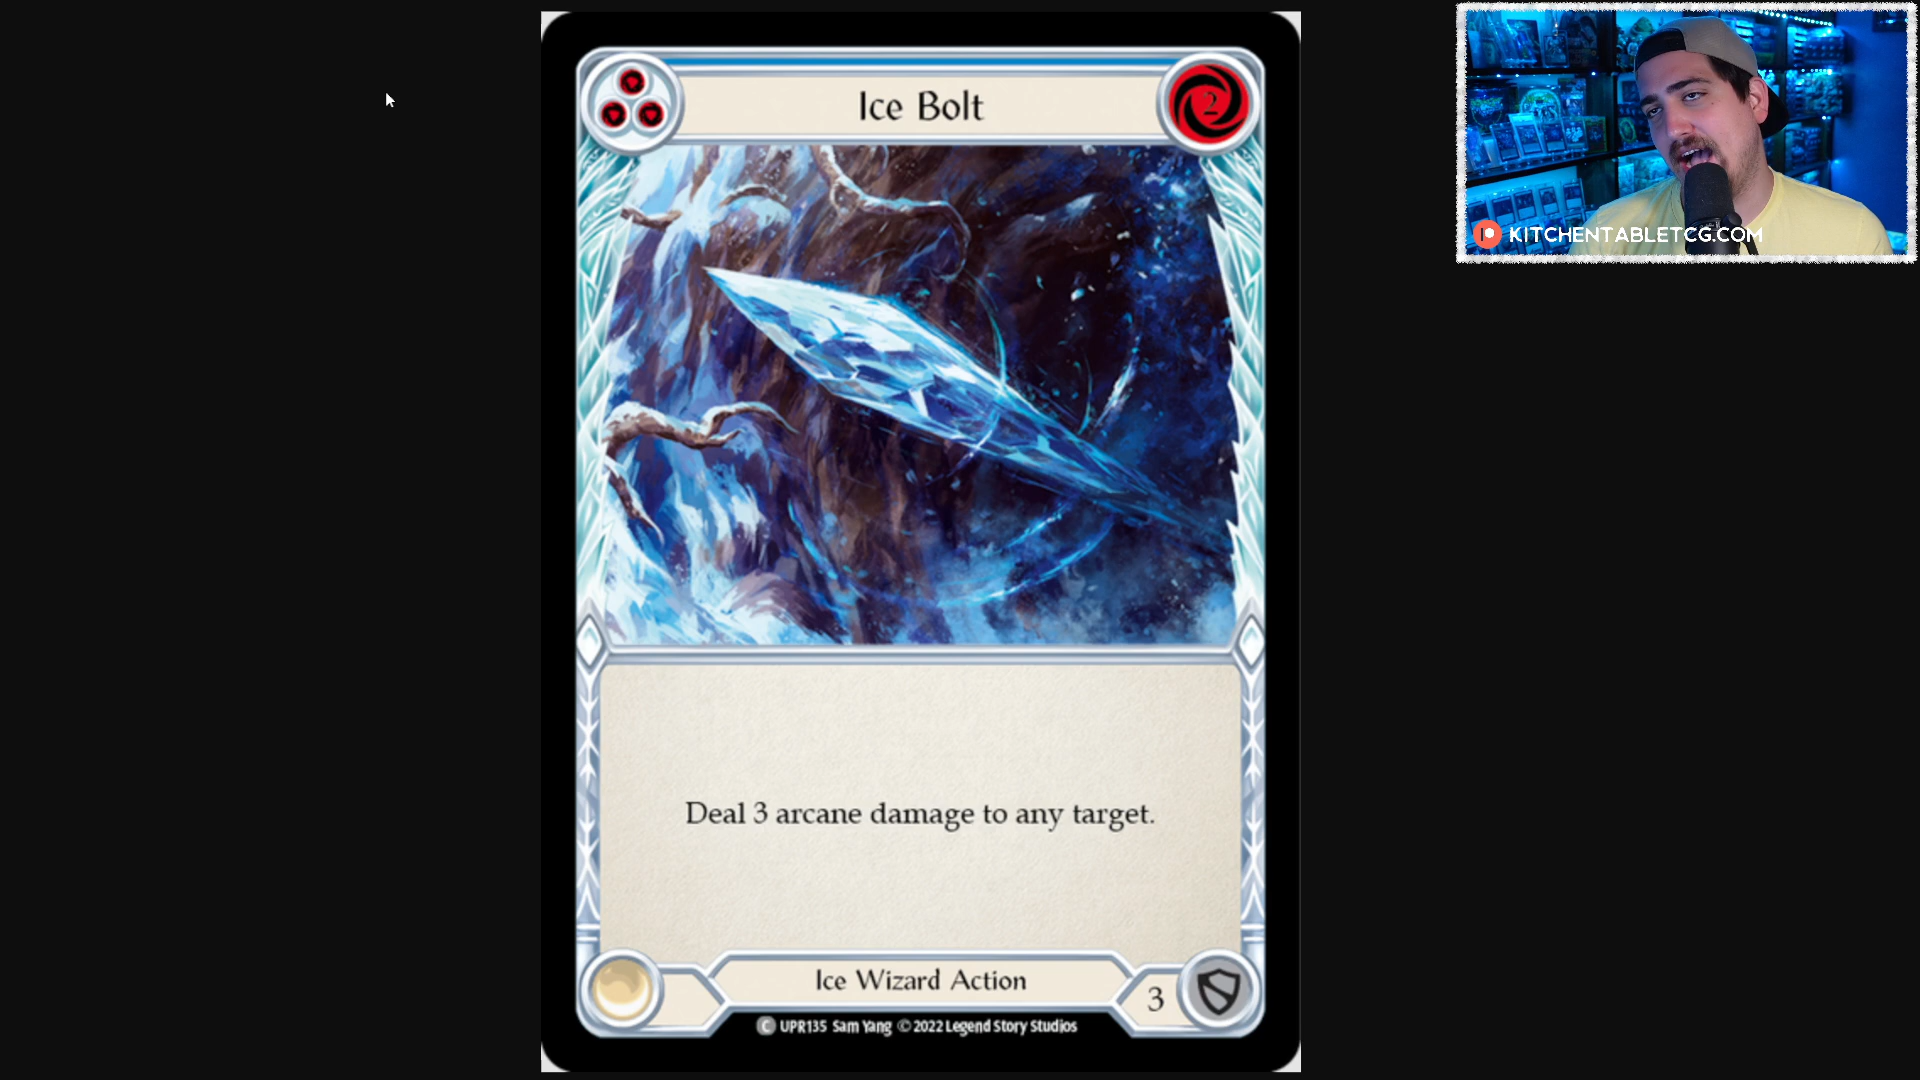 Ice Bolt
2
KITCHENTABLETCG.COM
Deal 3 arcane damage to any target.
Ice Wizard Action
3
C UPR135 Sam Yang © 2022 Legend Story Studios